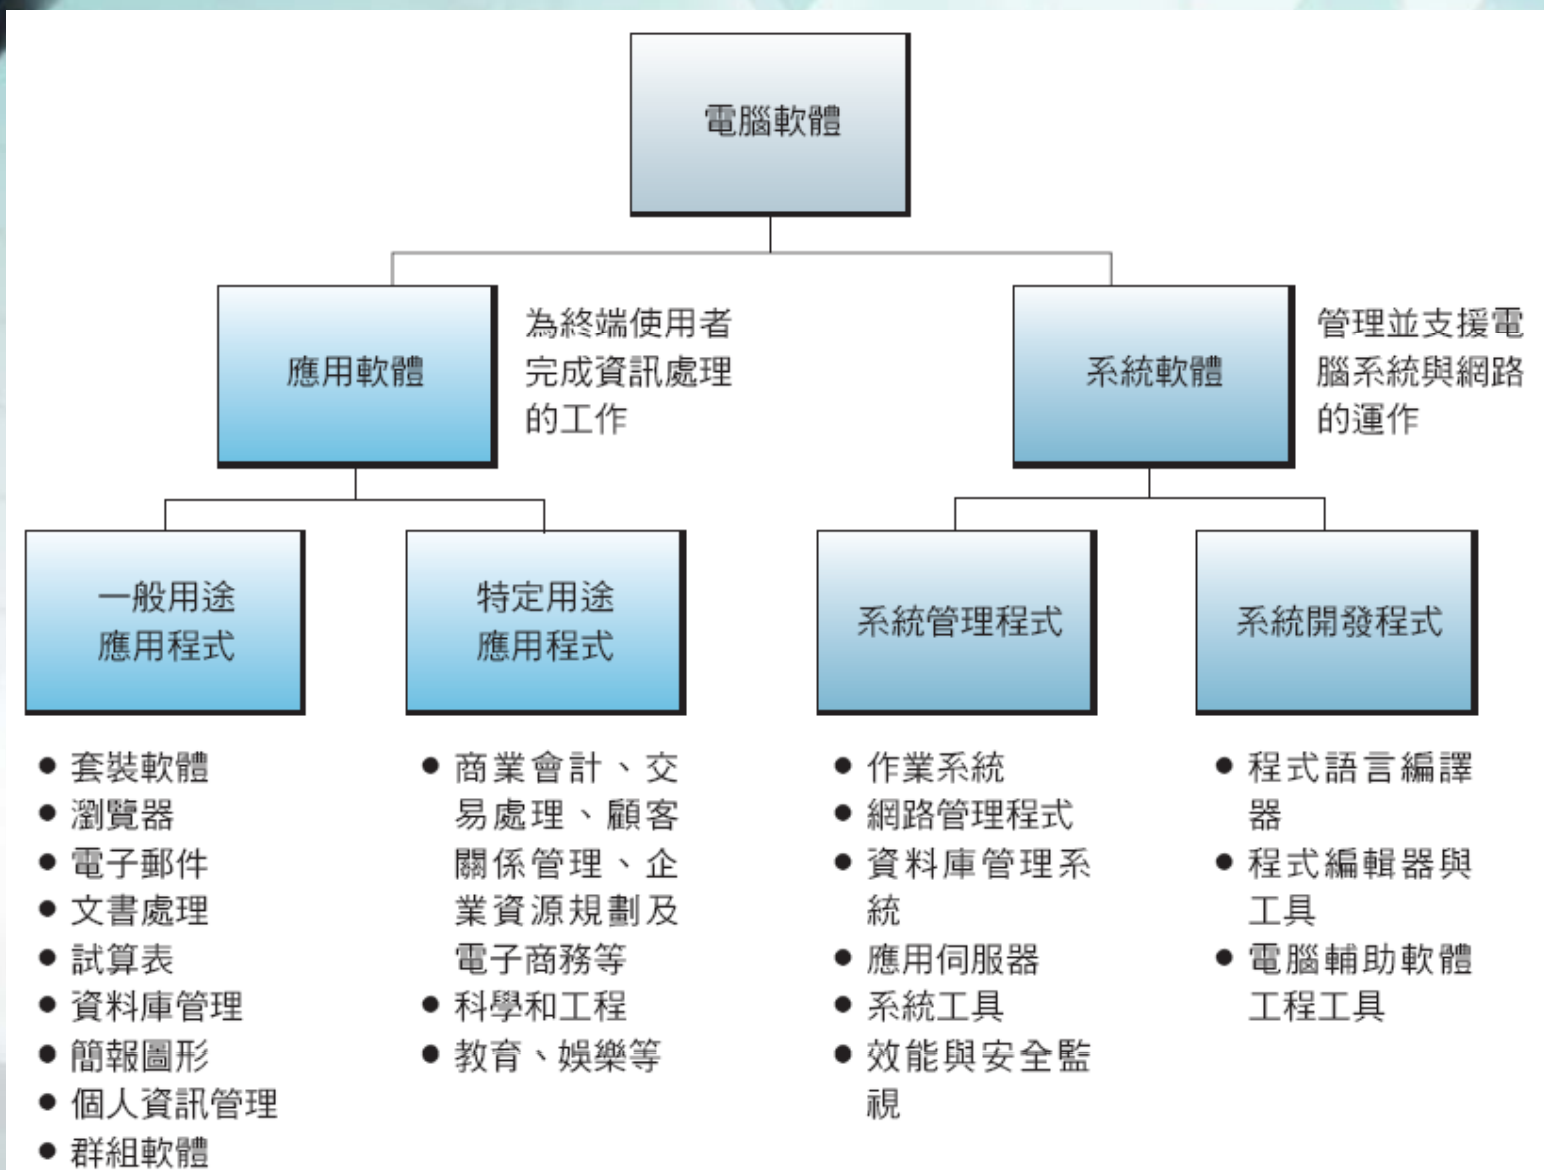 電腦軟體
應用軟體
為終端使用者
完成資訊處理
的工作
系統軟體
管理並支援電
腦系統與網路
的運作
一般用途
應用程式
特定用途
應用程式
系統管理程式
系統開發程式
● 套裝軟體
● 瀏覽器
● 電子郵件
● 文書處理
● 試算表
● 資料庫管理
● 簡報圖形
● 個人資訊管理
● 群組軟體
● 商業會計、交
易處理、顧客
關係管理、企
業資源規劃及
電子商務等
● 科學和工程
● 教育、娛樂等
● 作業系統
● 網路管理程式
● 資料庫管理系
統
● 應用伺服器
● 系統工具
● 效能與安全監
視
● 程式語言編譯
器
● 程式編輯器與
工具
● 電腦輔助軟體
工程工具